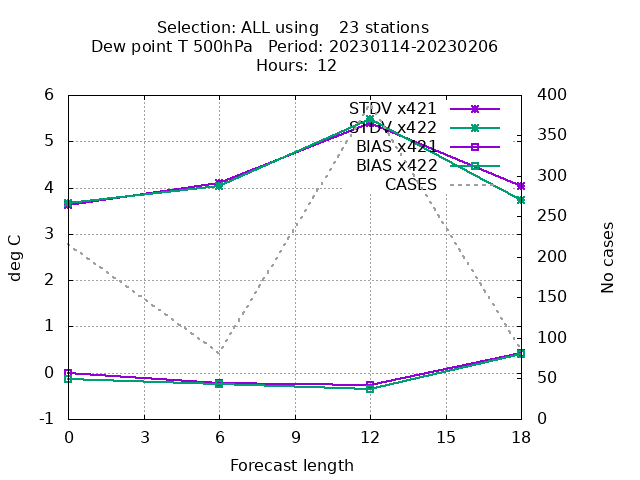 Selection: ALL using    23 stations
Dew point T 500hPa   Period: 20230114-20230206
Hours: 12
STDV x421
STDV x422
BIAS x421
BIAS x422
CASES
6
5
4
3
2
1
0
-1
deg C
400
350
300
250
200
150
100
50
0
No cases
0 3 6 9 12 15 18
Forecast length